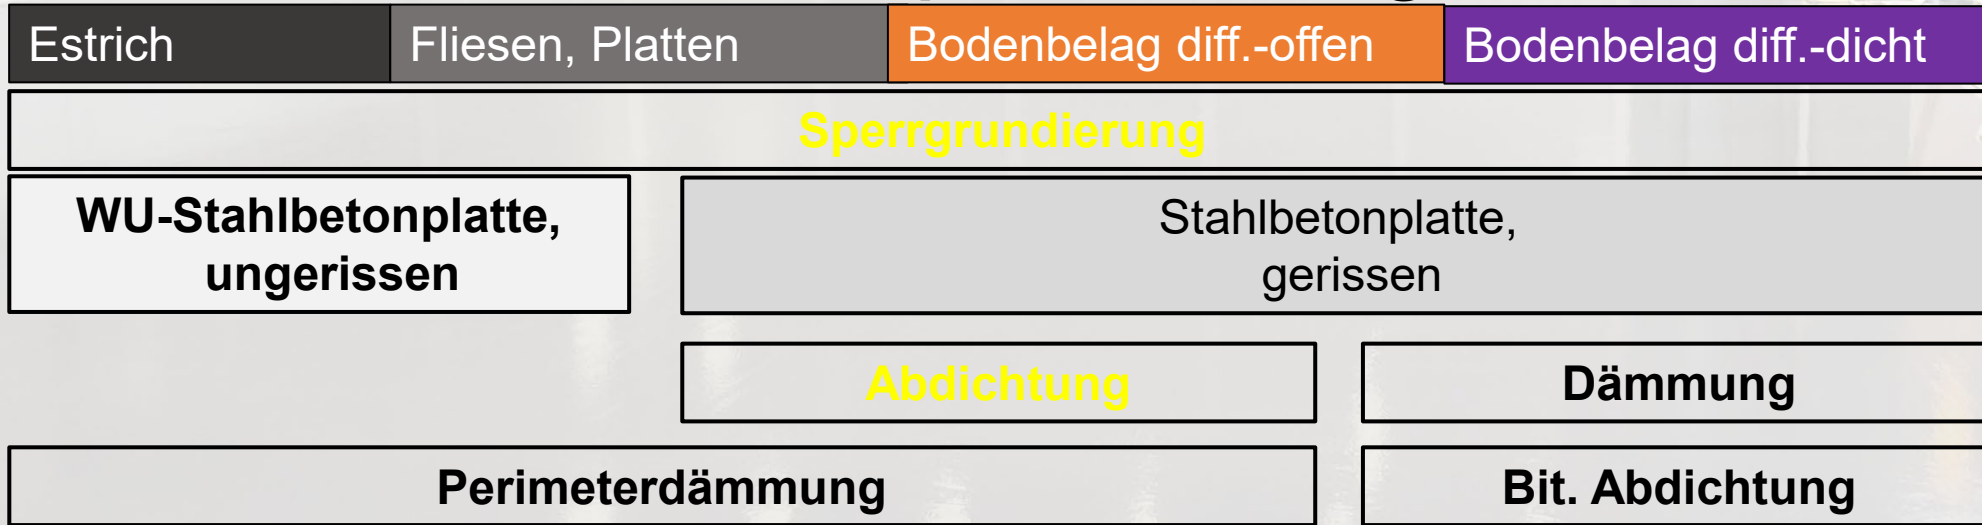 Estrich
Fliesen, Platten
Bodenbelag diff.-offen
Bodenbelag diff.-dicht
Sperrgrundierung
WU-Stahlbetonplatte,
ungerissen
Stahlbetonplatte,
gerissen
Abdichtung
Dämmung
Perimeterdämmung
Bit. Abdichtung